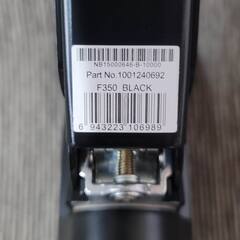 NB15000646-B-10000
Part No.1001240692
F350 BLACK
6 943223 106989